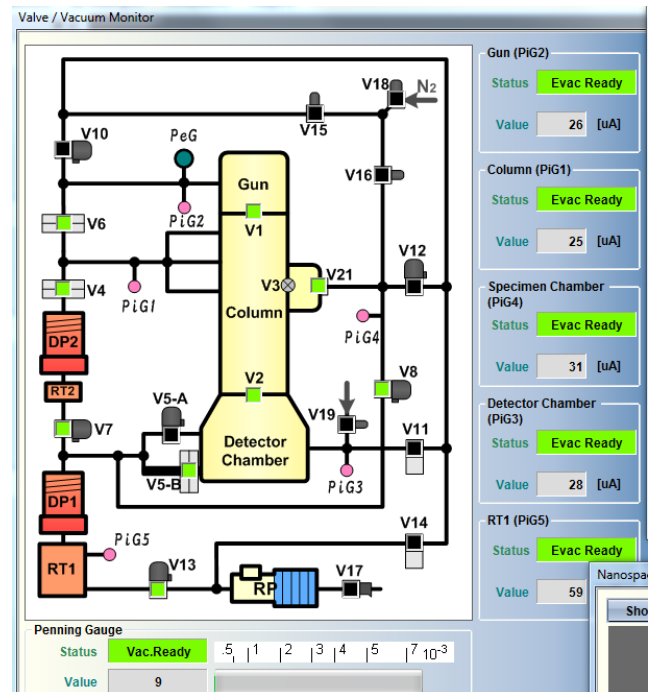 Valve / Vacuum Monitor
V18
N2
V15
V10
PeG
V16
Gun
PiG2
V6
V1
V12
V21
V3
V4
PiG1
Column
PiG4
DP2
V8
V2
RT2
V5-A
V19
V7
V11
Detector
Chamber
V5-B
PiG3
DP1
V14
PiG5
V13
RT1
RP
V17
Gun (PiG2)
Status Evac Ready
Value 26 [uA]
Column (PiG1)
Status Evac Ready
Value 25 [uA]
Specimen Chamber
(PiG4)
Status Evac Ready
Value 31 [uA]
Detector Chamber
(PiG3)
Status Evac Ready
Value 28 [uA]
RT1 (PiG5)
Status Evac Ready
Value 59
Penning Gauge
Status Vac.Ready .5 1 2 3 4 5 7 10-3
Value 9
Nanospac
Sho